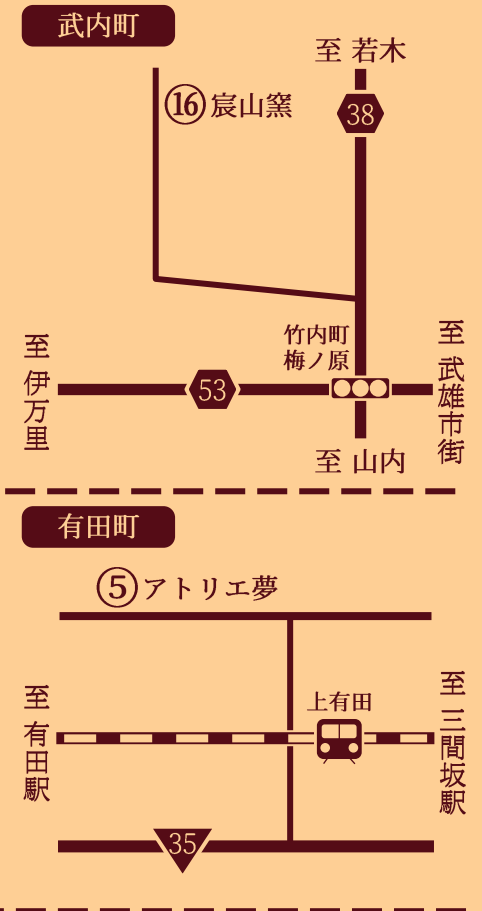 武内町
至 若木
⑯宸山窯
38
竹内町
梅ノ原
至 伊万里
53
至 武雄市街
至 山内
有田町
⑤アトリエ夢
上有田
至 有田駅
至 三間坂駅
35